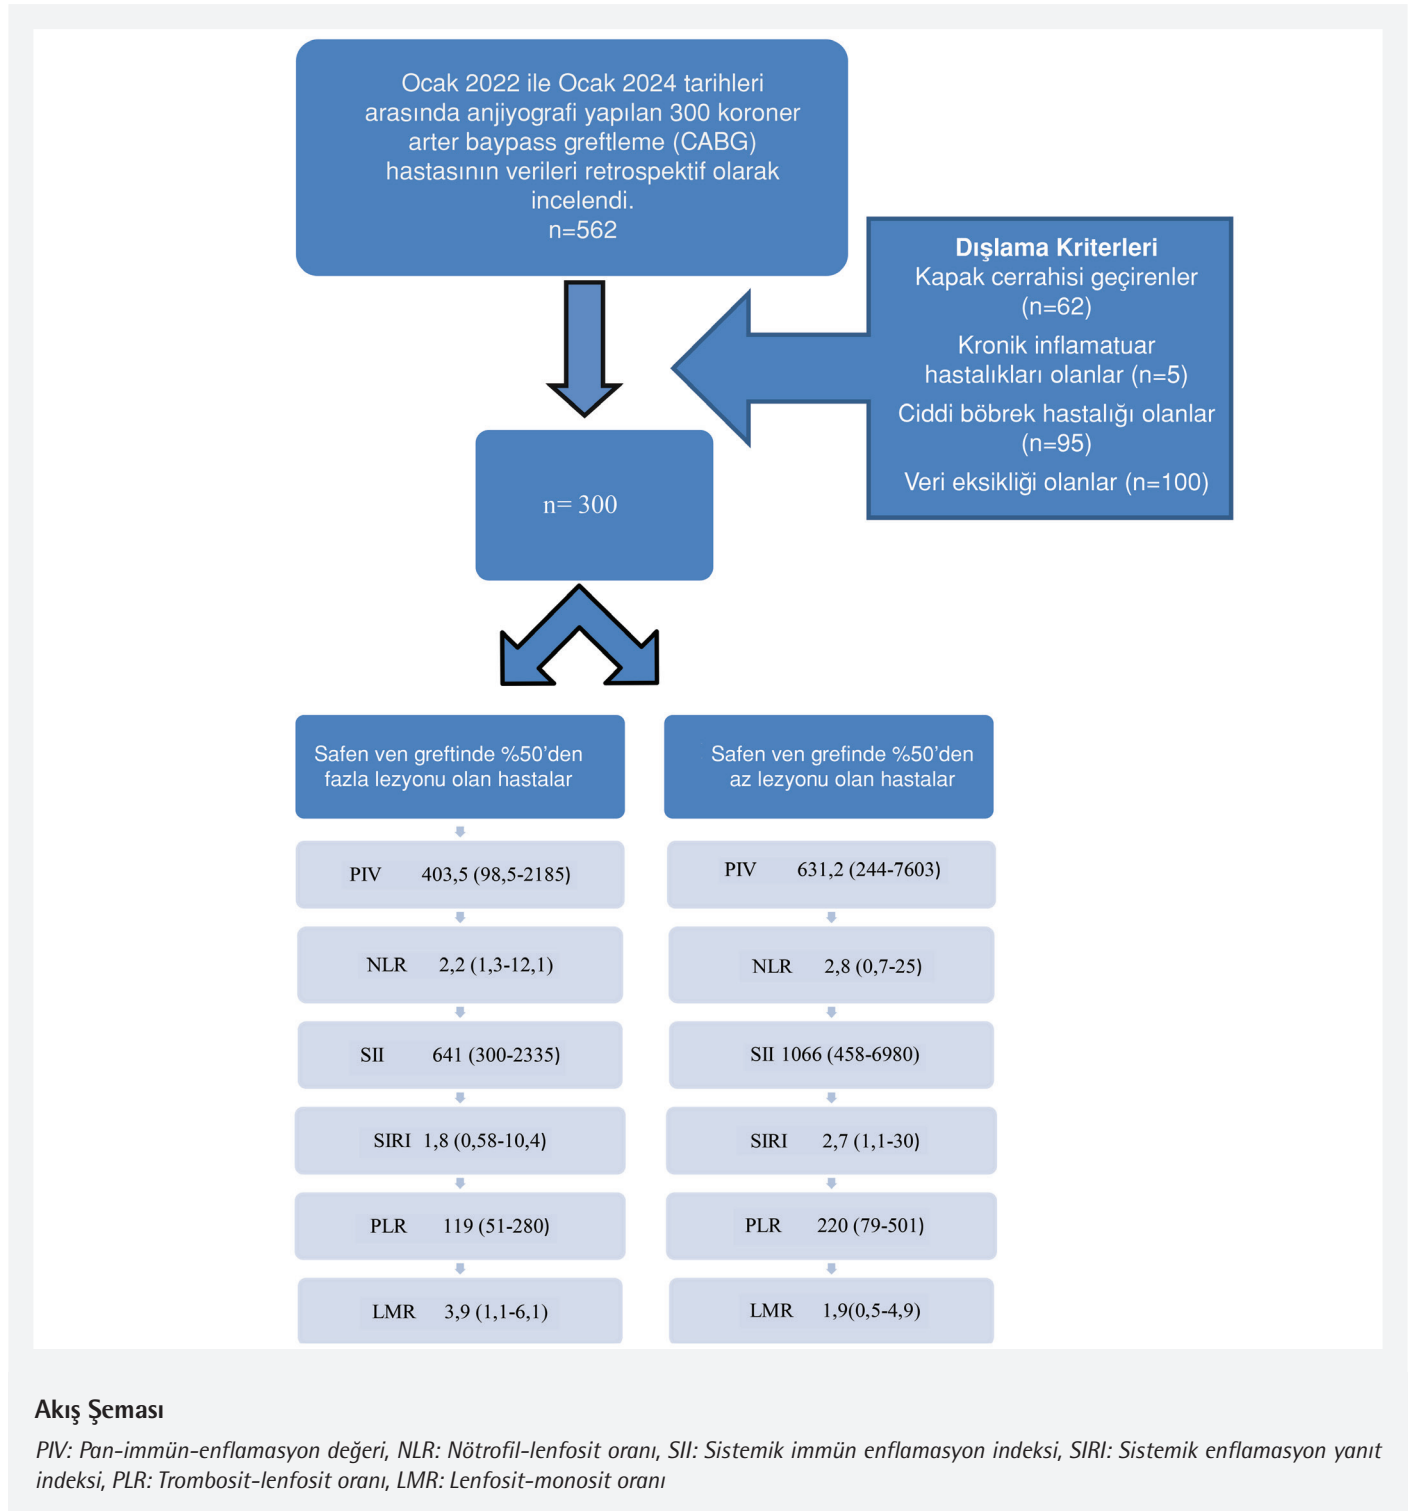 Ocak 2022 ile Ocak 2024 tarihleri
arasında anjiyografi yapılan 300 koroner
arter baypass greftleme (CABG)
hastasının verileri retrospektif olarak
incelendi.
n=562
Dışlama Kriterleri
Kapak cerrahisi geçirenler
(n=62)
Kronik inflamatuar
hastalıkları olanlar (n=5)
Ciddi böbrek hastalığı olanlar
(n=95)
Veri eksikliği olanlar (n=100)
n= 300
Safen ven greftinde %50'den
fazla lezyonu olan hastalar
PIV 403,5 (98,5-2185)
NLR 2,2 (1,3-12,1)
SII 641 (300-2335)
SIRI 1,8 (0,58-10,4)
PLR 119 (51-280)
LMR 3,9 (1,1-6,1)
Safen ven grefinde %50'den
az lezyonu olan hastalar
PIV 631,2 (244-7603)
NLR 2,8 (0,7-25)
SII 1066 (458-6980)
SIRI 2,7 (1,1-30)
PLR 220 (79-501)
LMR 1,9(0,5-4,9)
Akış Şeması
PIV: Pan-immün-enflamasyon değeri, NLR: Nötrofil-lenfosit oranı, SII: Sistemik immün enflamasyon indeksi, SIRI: Sistemik enflamasyon yanıt
indeksi, PLR: Trombosit-lenfosit oranı, LMR: Lenfosit-monosit oranı